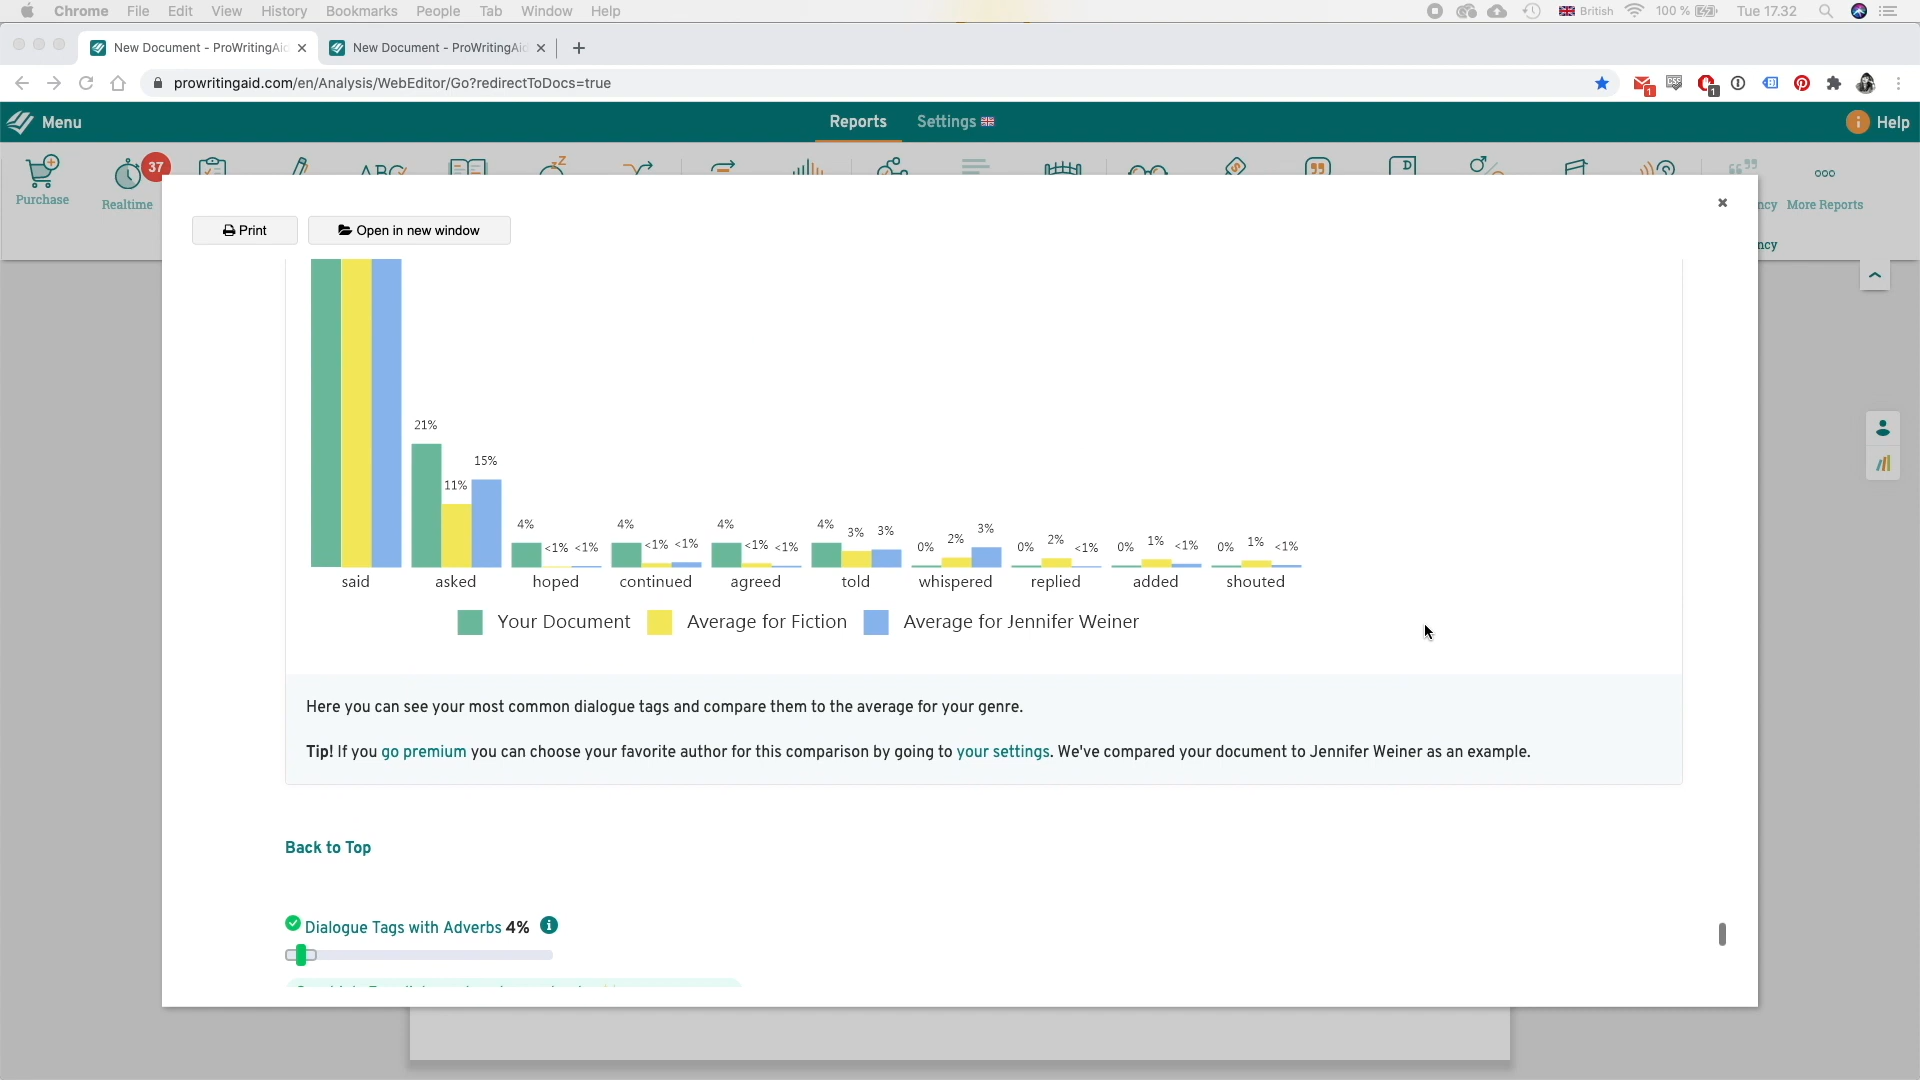 Chrome File Edit View History Bookmarks People Tab Window Help British 100 % Tue 17.32
New Document - ProWritingAi New Document - ProWritingAi
prowritingaid.com/en/Analysis/WebEditor/Go?redirectToDocs=true 1 1
Menu Reports Settings i Help
37
Purchase Realtime ncy More Reports
ncy
Print Open in new window
21%
15%
11%
4% <1% <1% 4% <1% <1% 4% <1% <1% 4% 3% 3% 0% 2% 3% 0% 2% <1% 0% 1% <1% 0% 1% <1%
said asked hoped continued agreed told whispered replied added shouted
Your Document Average for Fiction Average for Jennifer Weiner
Here you can see your most common dialogue tags and compare them to the average for your genre.
Tip! If you go premium you can choose your favorite author for this comparison by going to your settings. We've compared your document to Jennifer Weiner as an example.
Back to Top
Dialogue Tags with Adverbs 4% i